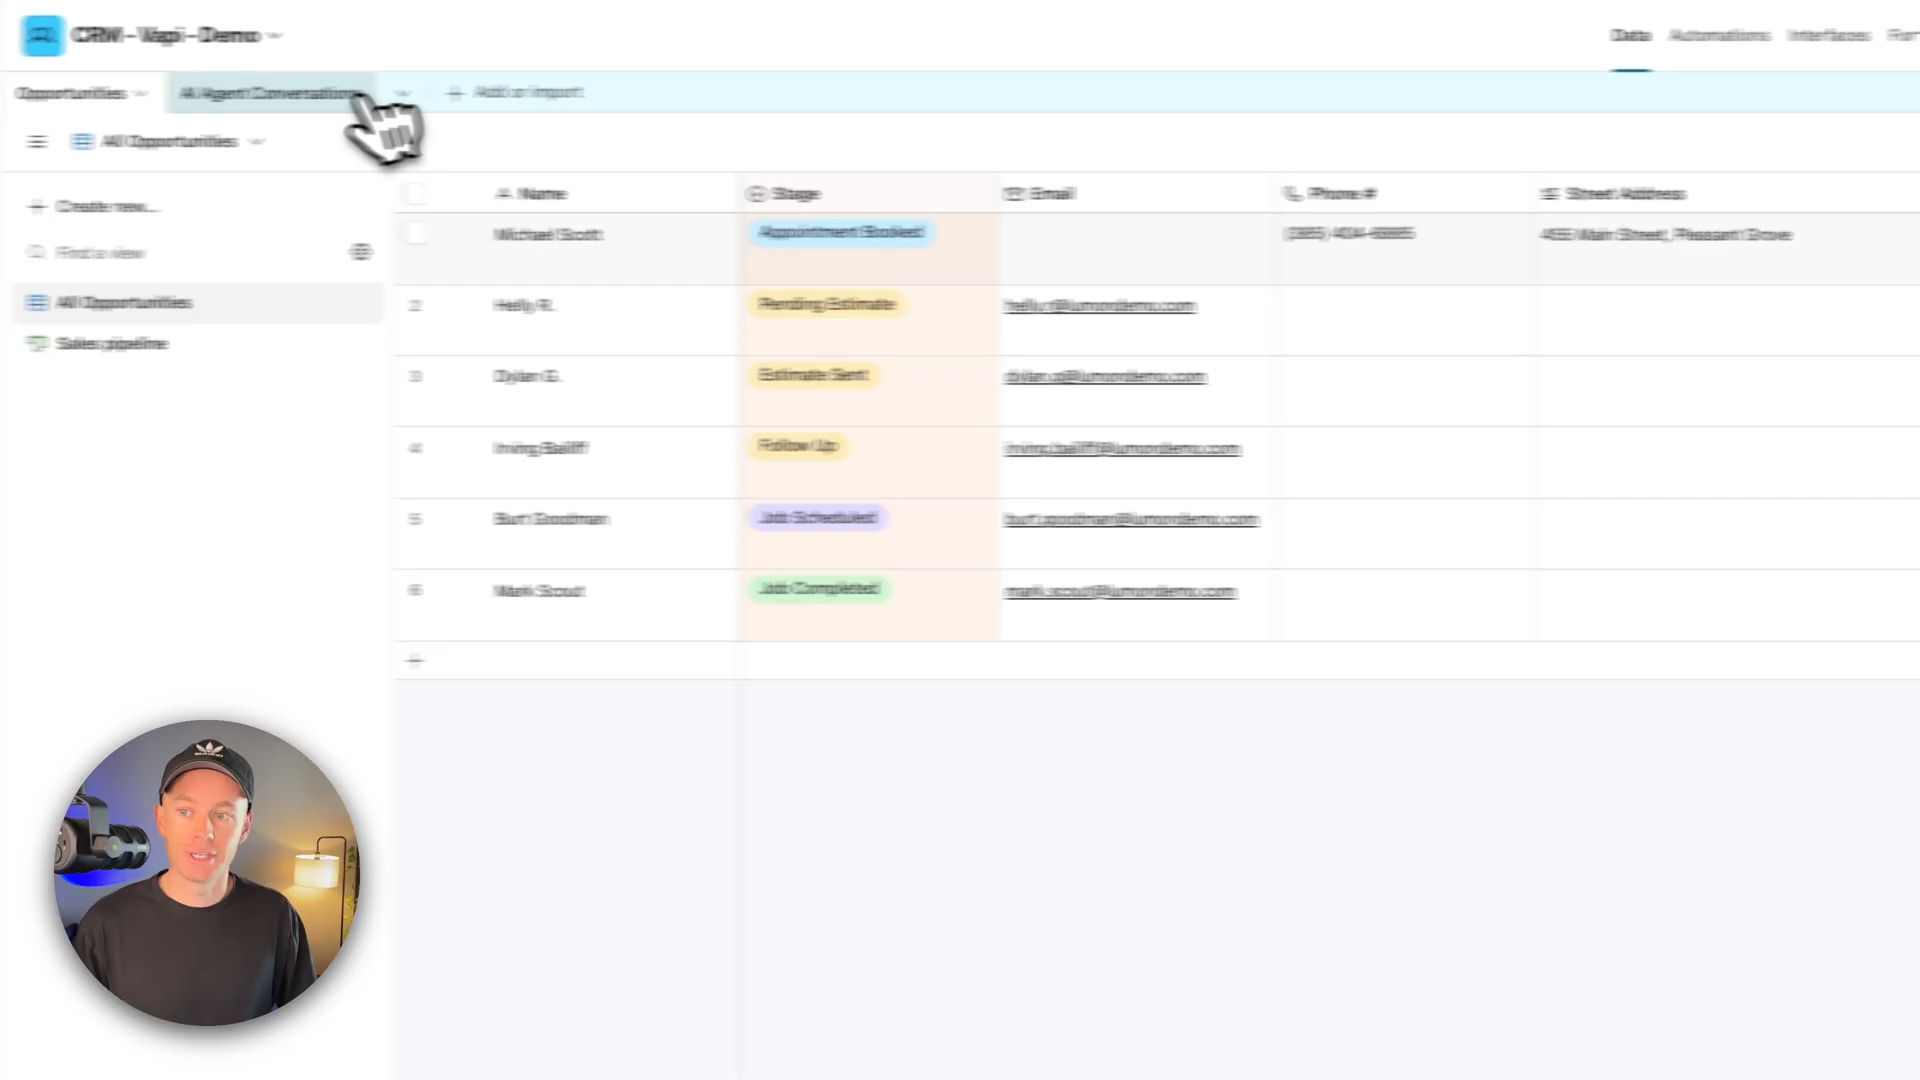 CRM - Vapi - Demo
Data Automations Interfaces
Opportunities AI Agent Conversations + Add or import
All Opportunities
Name Stage Email Phone # Street Address
+ Create new...
Michael Scott Appointment Booked Main Street, Pleasant Grove
Find a view
All Opportunities
2 Helly R. Pending Estimate helly.r@lumondemo.com
Sales pipeline
3 Dylan G. Estimate Sent dylan.g@lumondemo.com
4 Irving Bailiff Follow Up irving.bailiff@lumondemo.com
5 Burt Goodman Job Scheduled burt.goodman@lumondemo.com
6 Mark Scout Job Completed mark.scout@lumondemo.com
+